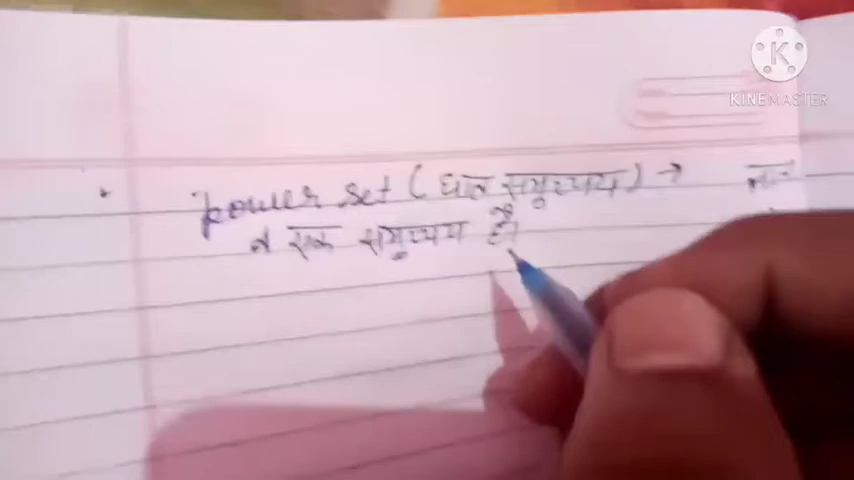 KINEMASTER
power set (घात समुच्चय) → मान
A एक समुच्चय है।